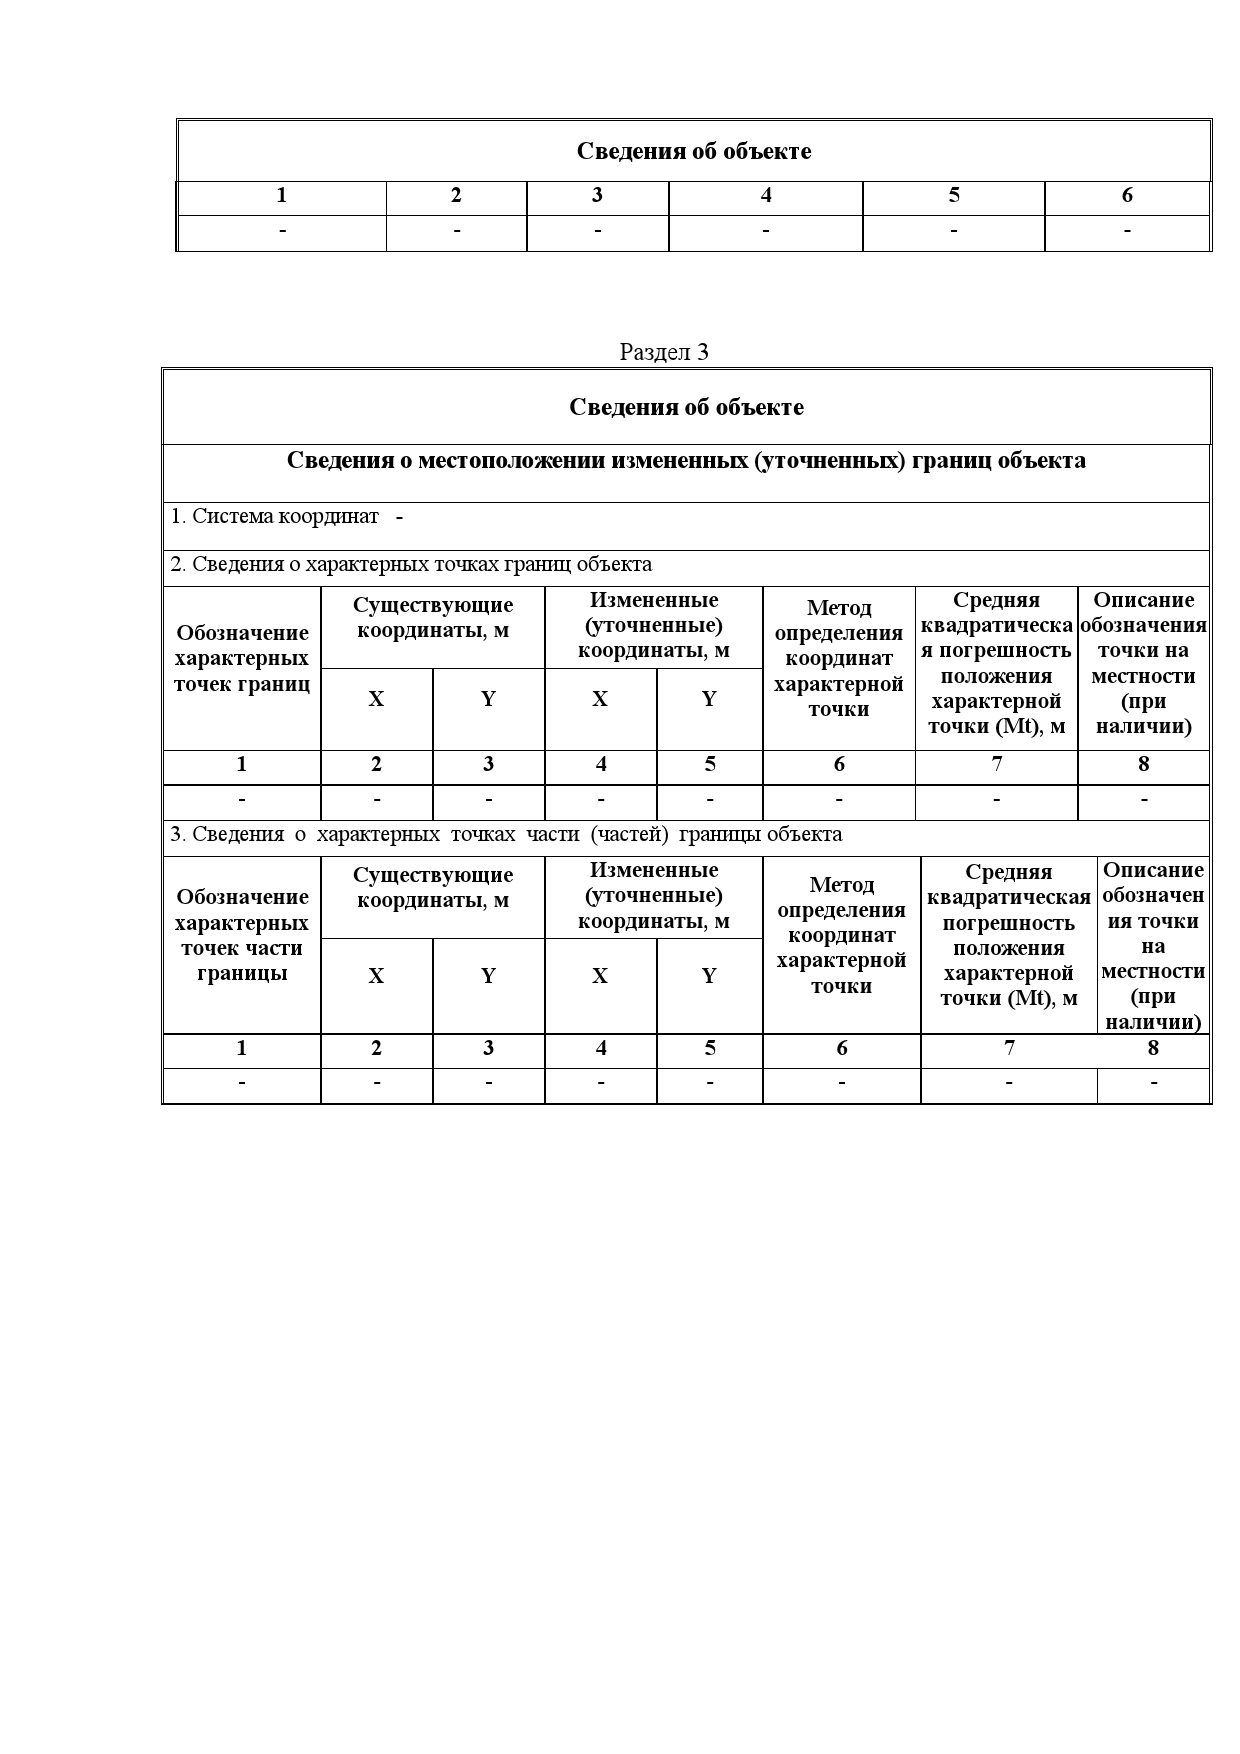 Сведения об объекте
1 2 3 4 5 6
- - - - - -
Раздел 3
Сведения об объекте
Сведения о местоположении измененных (уточненных) границ объекта
1. Система координат -
2. Сведения о характерных точках границ объекта
Обозначение
характерных
точек границ
Существующие
координаты, м
Измененные
(уточненные)
координаты, м
Метод
определения
координат
характерной
точки
Средняя
квадратическа
я погрешность
положения
характерной
точки (Mt), м
Описание
обозначения
точки на
местности
(при
наличии)
X Y X Y
1 2 3 4 5 6 7 8
- - - - - - - -
3. Сведения о характерных точках части (частей) границы объекта
Обозначение
характерных
точек части
границы
Существующие
координаты, м
Измененные
(уточненные)
координаты, м
Метод
определения
координат
характерной
точки
Средняя
квадратическая
погрешность
положения
характерной
точки (Mt), м
Описание
обозначен
ия точки
на
местности
(при
наличии)
X Y X Y
1 2 3 4 5 6 7 8
- - - - - - - -